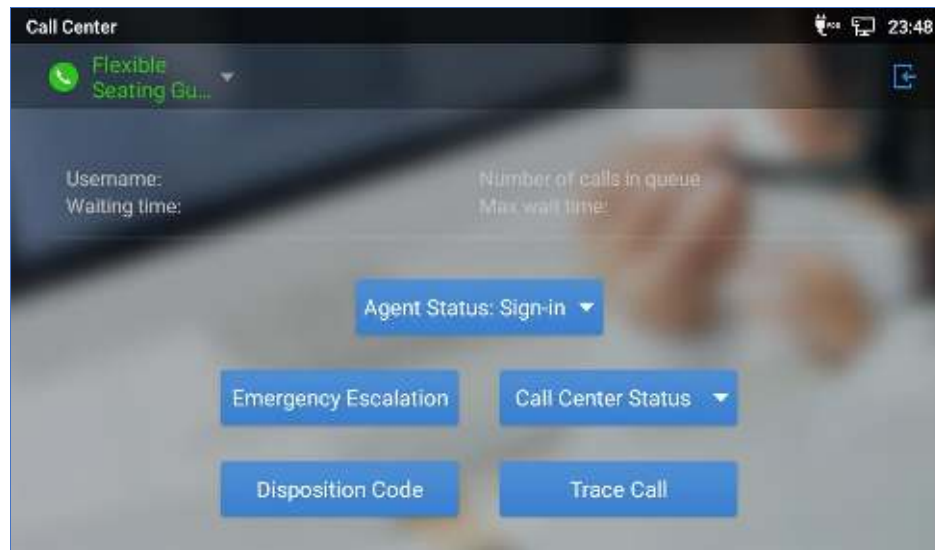 Call Center
23:48
Flexible
Seating Gu...
Username:
Number of calls in queue
Waiting time:
Max wait time:
Agent Status: Sign-in
Emergency Escalation
Call Center Status
Disposition Code
Trace Call